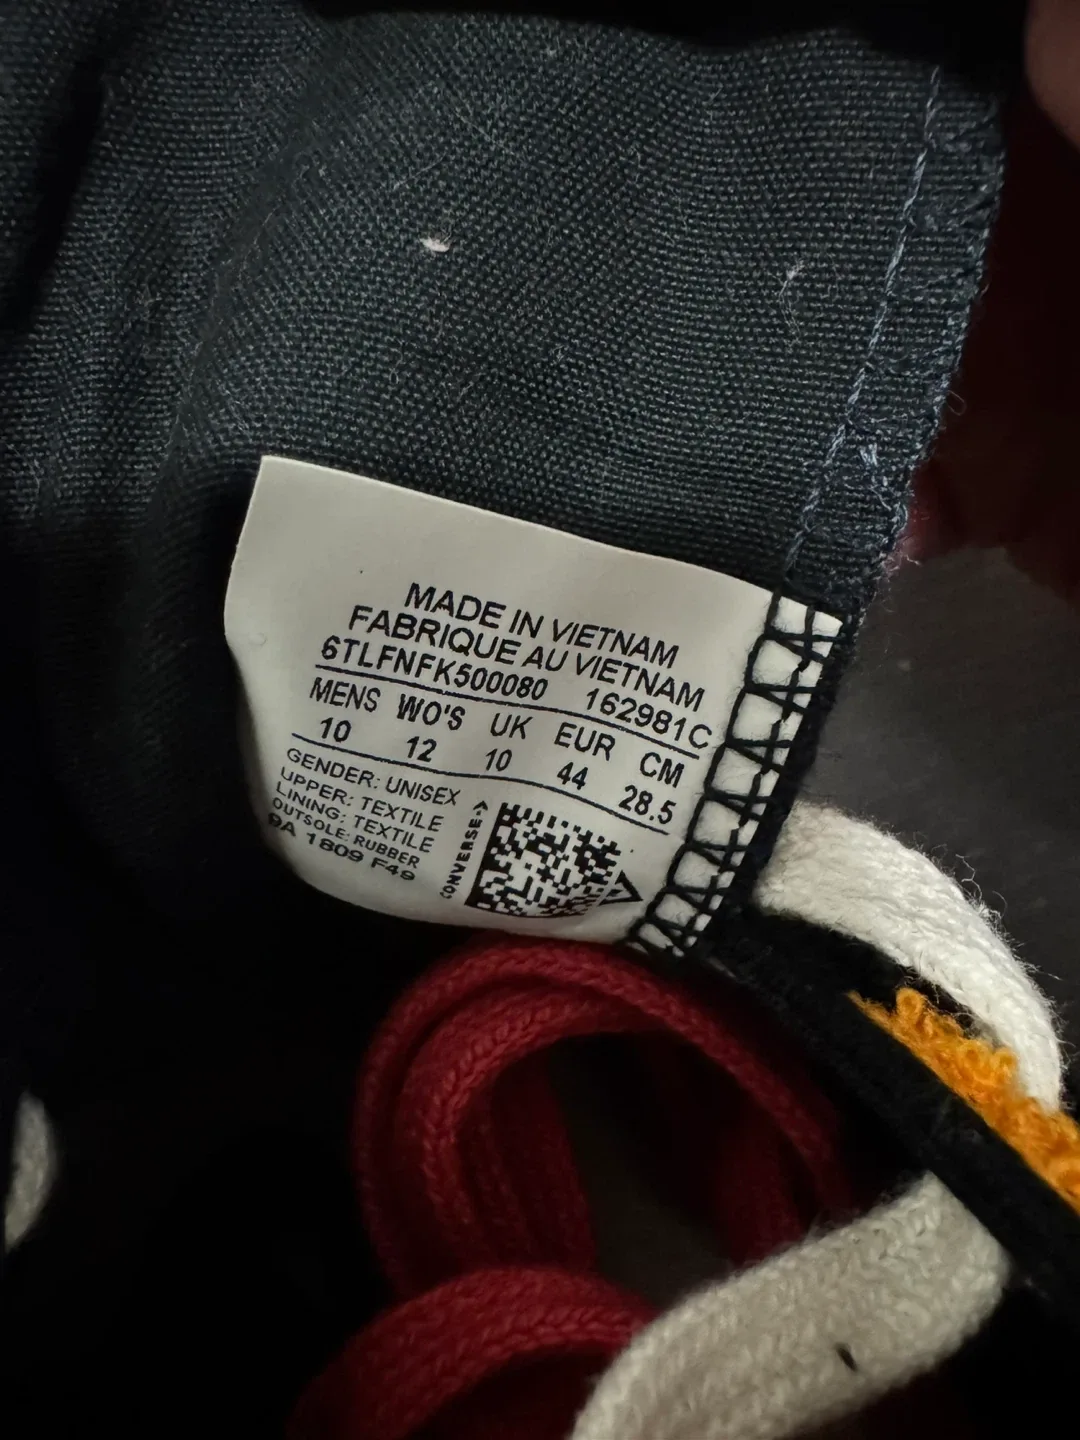 MADE IN VIETNAM
FABRIQUE AU VIETNAM
6TLFNFK500080 162981C
MENS WO'S UK EUR CM
10 12 10 44 28.5
GENDER: UNISEX
UPPER: TEXTILE
LINING: TEXTILE
OUTSOLE: RUBBER
1809 F49
CONVERSE